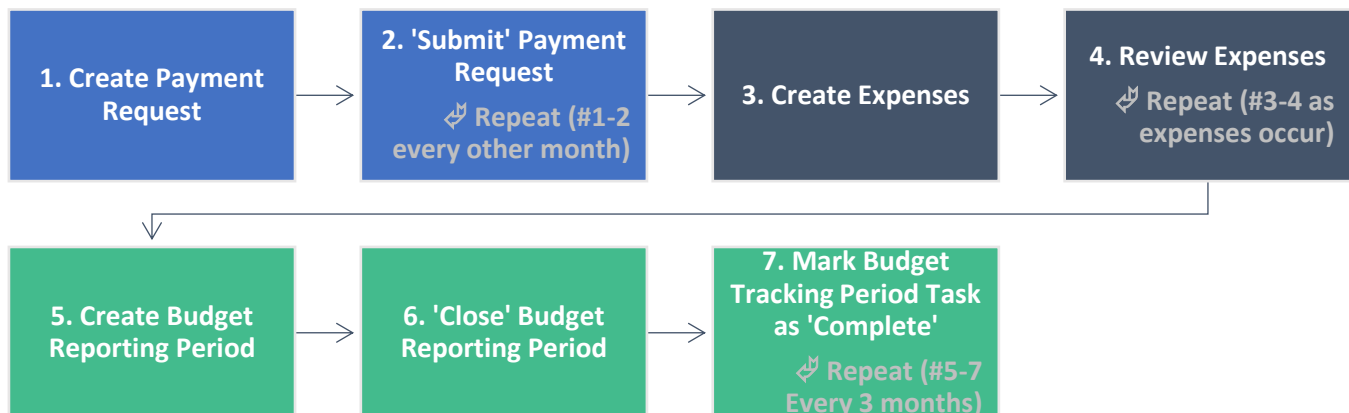 1. Create Payment
Request
2. 'Submit' Payment
Request
Repeat (#1-2
every other month)
3. Create Expenses
4. Review Expenses
Repeat (#3-4 as
expenses occur)
5. Create Budget
Reporting Period
6. 'Close' Budget
Reporting Period
7. Mark Budget
Tracking Period Task
as 'Complete'
Repeat (#5-7
Every 3 months)